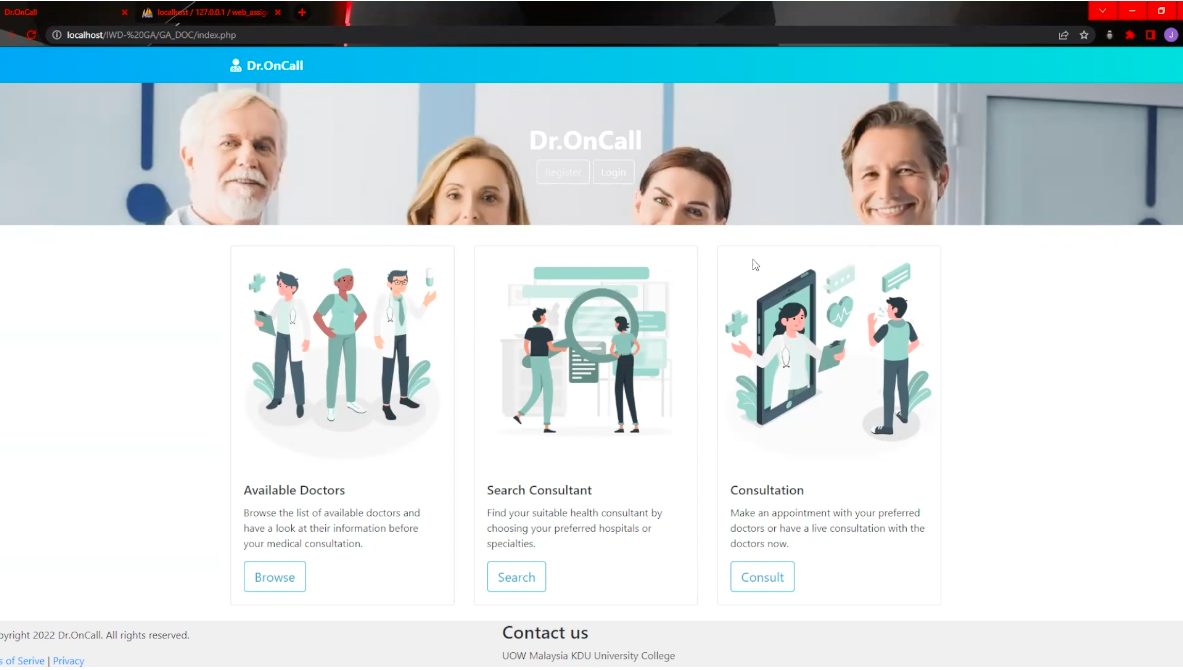 Dr.OnCall
localhost / 127.0.0.1 / web_assig
localhost/IWD-%20GA/GA_DOC/index.php
J
Dr.OnCall
Dr.OnCall
Register
Login
Available Doctors
Browse the list of available doctors and
have a look at their information before
your medical consultation.
Browse
Search Consultant
Find your suitable health consultant by
choosing your preferred hospitals or
specialties.
Search
Consultation
Make an appointment with your preferred
doctors or have a live consultation with the
doctors now.
Consult
opyright 2022 Dr.OnCall. All rights reserved.
s of Serive | Privacy
Contact us
UOW Malaysia KDU University College